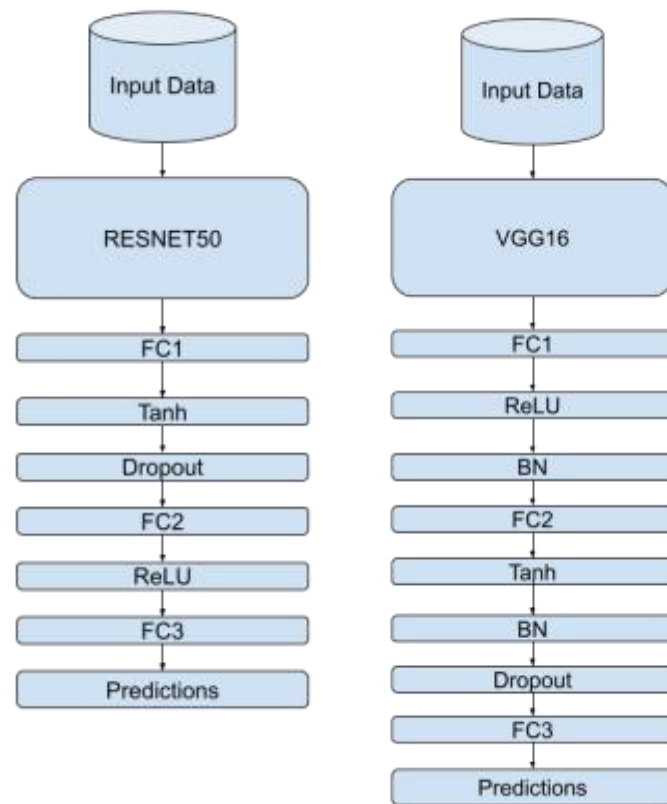 Input Data
RESNET50
FC1
Tanh
Dropout
FC2
ReLU
FC3
Predictions
Input Data
VGG16
FC1
ReLU
BN
FC2
Tanh
BN
Dropout
FC3
Predictions